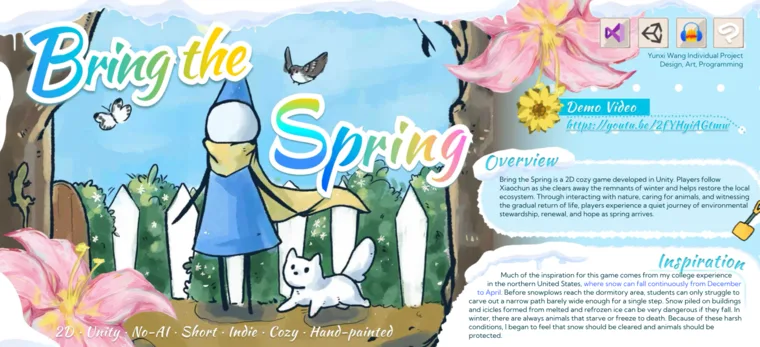 Bring the
Spring
2D · Unity · No-AI · Short · Indie · Cozy · Hand-painted
Yunxi Wang Individual Project
Design, Art, Programming
Demo Video
Overview
Bring the Spring is a 2D cozy game developed in Unity. Players follow
Xiaochun as she clears away the remnants of winter and helps restore the local
ecosystem. Through interacting with nature, caring for animals, and witnessing
the gradual return of life, players experience a quiet journey of environmental
stewardship, renewal, and hope as spring arrives.
Inspiration
Much of the inspiration for this game comes from my college experience
in the northern United States, where snow can fall continuously from December
to April. Before snowplows reach the dormitory area, students can only struggle to
carve out a narrow path barely wide enough for a single step. Snow piled on buildings
and icicles formed from melted and refrozen ice can be very dangerous if they fall. In
winter, there are always animals that starve or freeze to death. Because of these harsh
conditions, I began to feel that snow should be cleared and animals should be
protected.